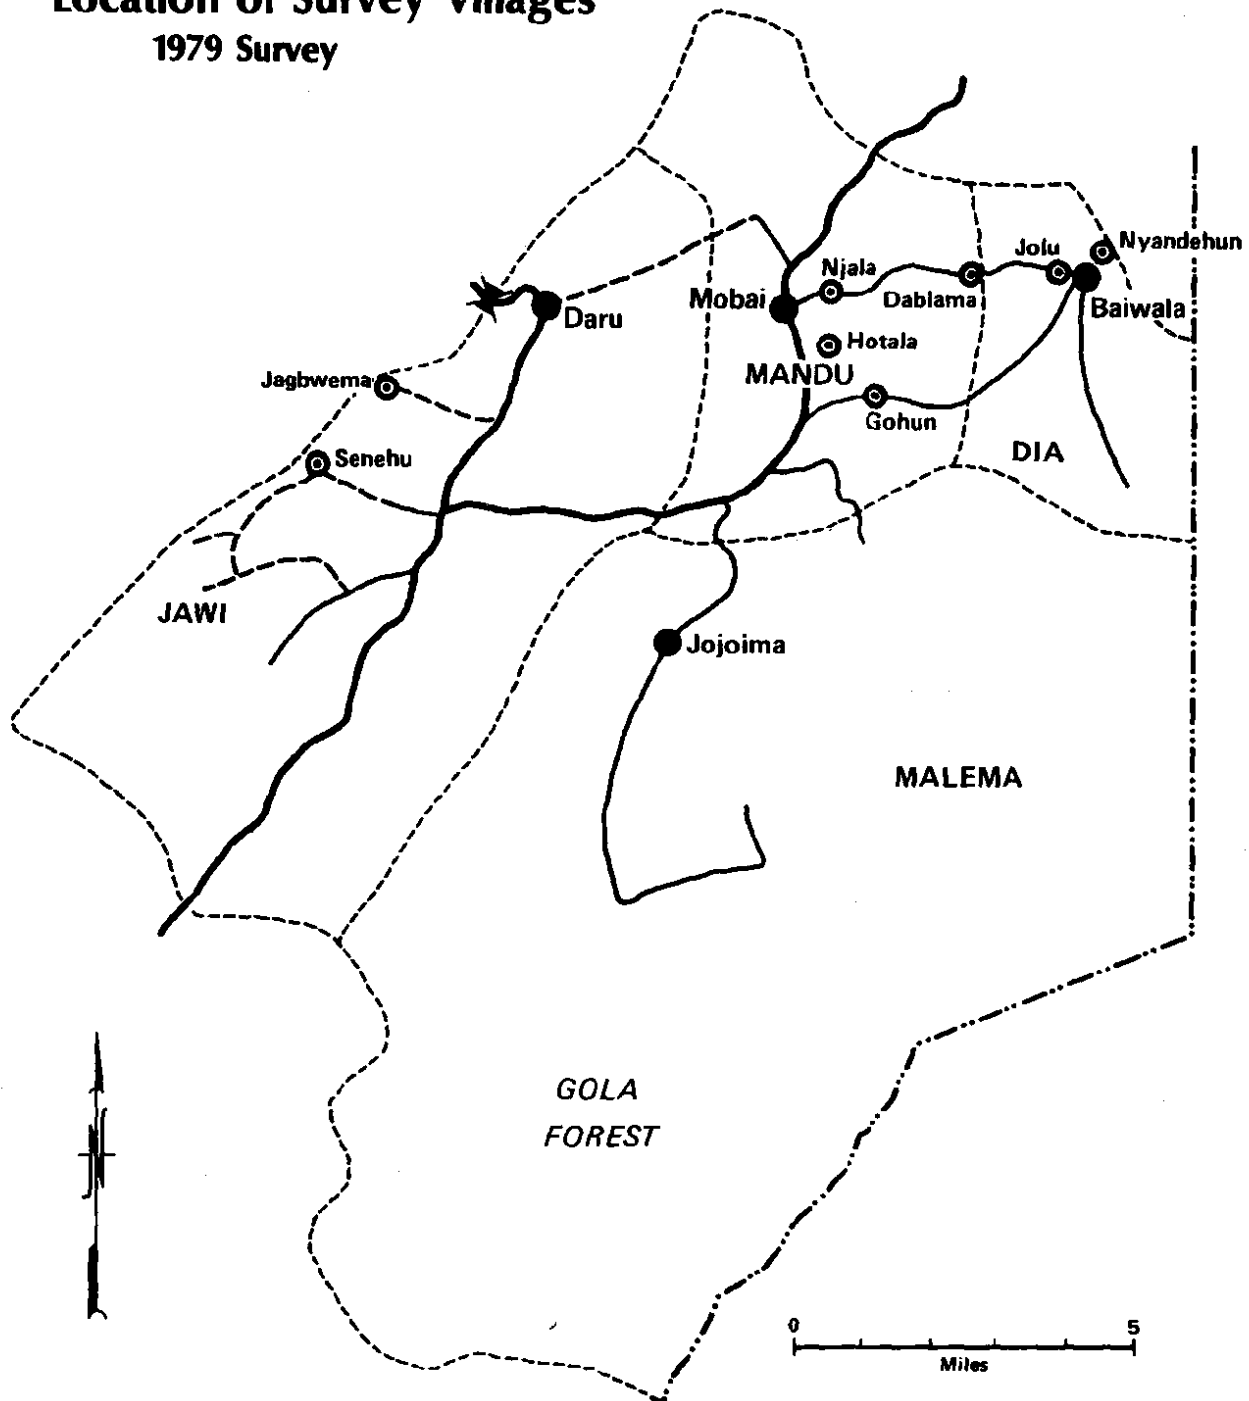 Location of Survey Villages
1979 Survey
Nyandehun
Jolu
Njala
Dablama
Mobai
Baiwala
Daru
Hotala
MANDU
Jagbwema
Gohun
DIA
Senehu
JAWI
Jojoima
MALEMA
GOLA
FOREST
0 5
Miles